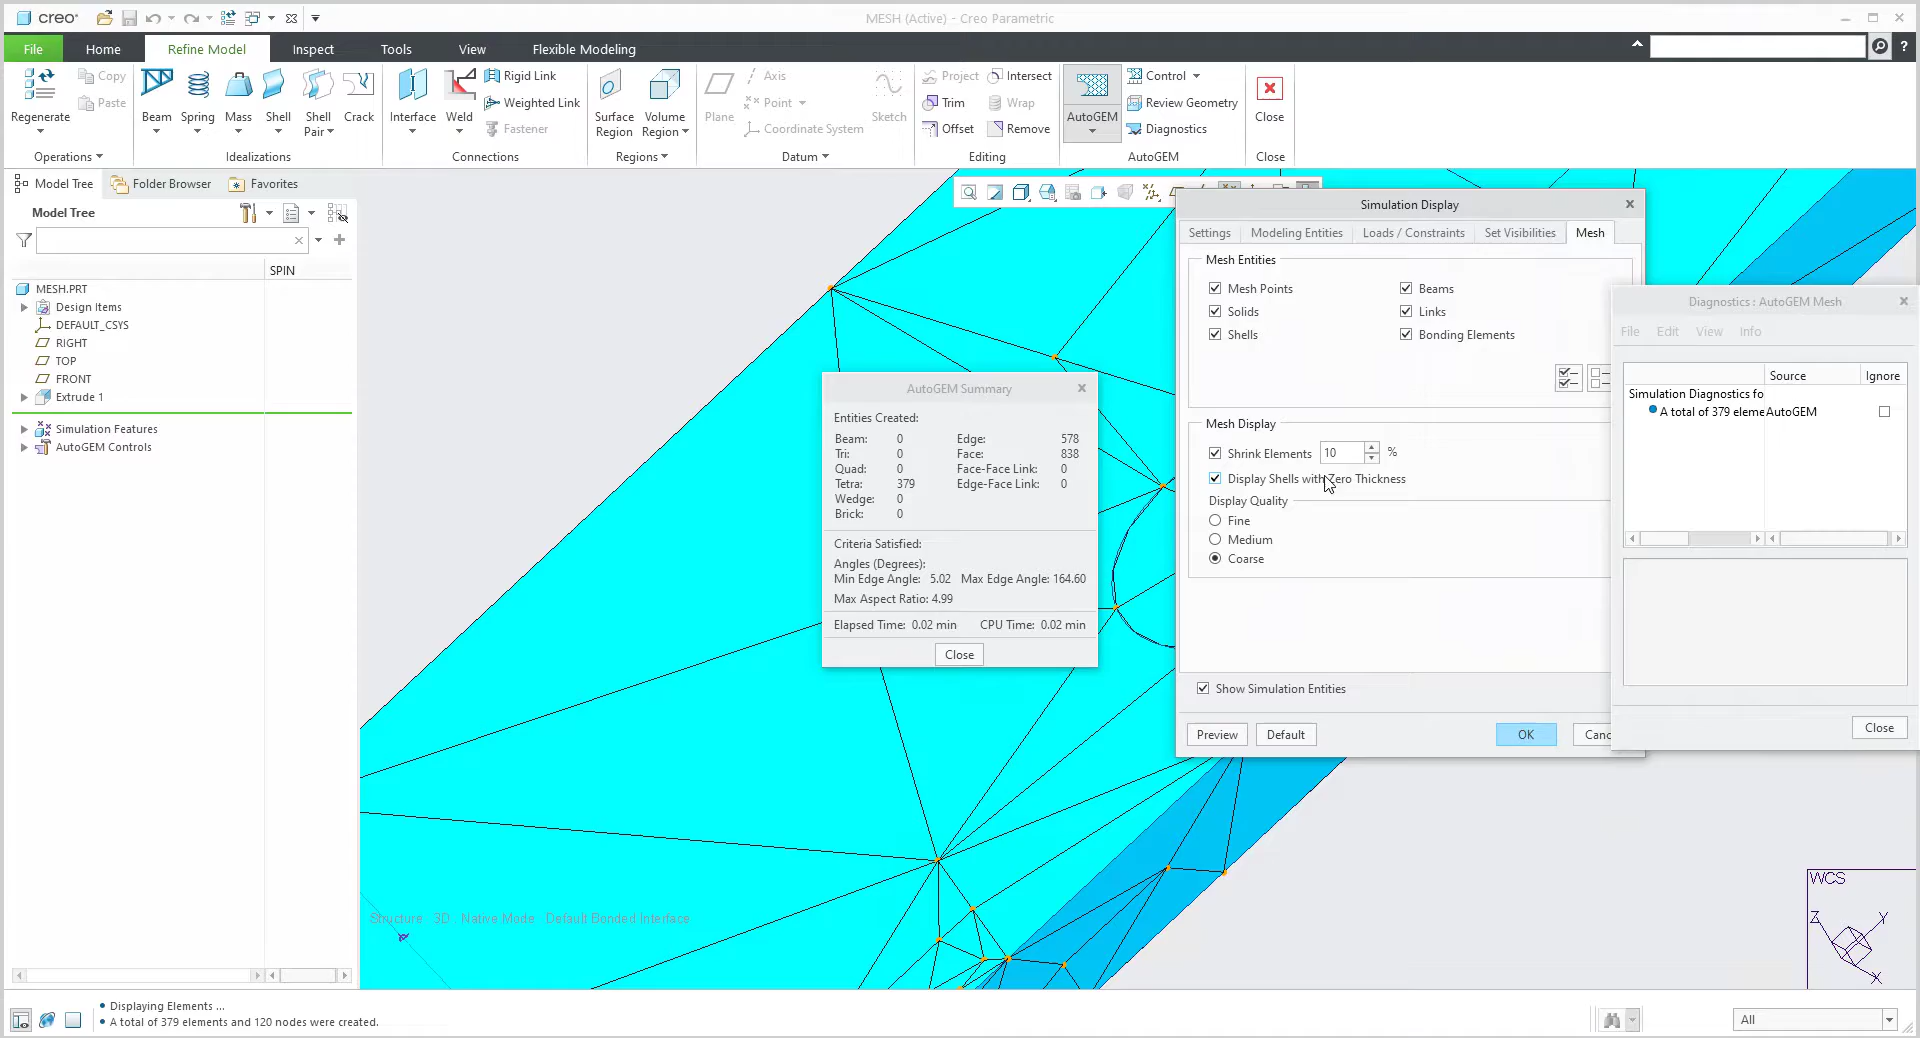 creo
MESH (Active) - Creo Parametric
File Home Refine Model Inspect Tools View Flexible Modeling
Regenerate
Copy
Paste
Operations
Beam Spring Mass Shell Shell Pair Crack
Idealizations
Interface Weld
Rigid Link
Weighted Link
Fastener
Connections
Surface Region
Volume Region
Regions
Plane
Axis
Point
Coordinate System
Sketch
Datum
Project Intersect
Trim Wrap
Offset Remove
Editing
AutoGEM
Control
Review Geometry
Diagnostics
AutoGEM
Close
Close
Model Tree Folder Browser Favorites
Model Tree
SPIN
MESH.PRT
Design Items
DEFAULT_CSYS
RIGHT
TOP
FRONT
Extrude 1
Simulation Features
AutoGEM Controls
AutoGEM Summary
Entities Created:
Beam: 0 Edge: 578
Tri: 0 Face: 838
Quad: 0 Face-Face Link: 0
Tetra: 379 Edge-Face Link: 0
Wedge: 0
Brick: 0
Criteria Satisfied:
Angles (Degrees):
Min Edge Angle: 5.02 Max Edge Angle: 164.60
Max Aspect Ratio: 4.99
Elapsed Time: 0.02 min CPU Time: 0.02 min
Close
Simulation Display
Settings Modeling Entities Loads / Constraints Set Visibilities Mesh
Mesh Entities
Mesh Points Beams
Solids Links
Shells Bonding Elements
Mesh Display
Shrink Elements 10 %
Display Shells with Zero Thickness
Display Quality
Fine
Medium
Coarse
Show Simulation Entities
Preview Default OK Canc
Diagnostics : AutoGEM Mesh
File Edit View Info
Source Ignore
Simulation Diagnostics fo
A total of 379 eleme AutoGEM
Close
Structure 3D : Native Mode : Default Bonded Interface
WCS
Z Y
X
Displaying Elements ...
A total of 379 elements and 120 nodes were created.
All